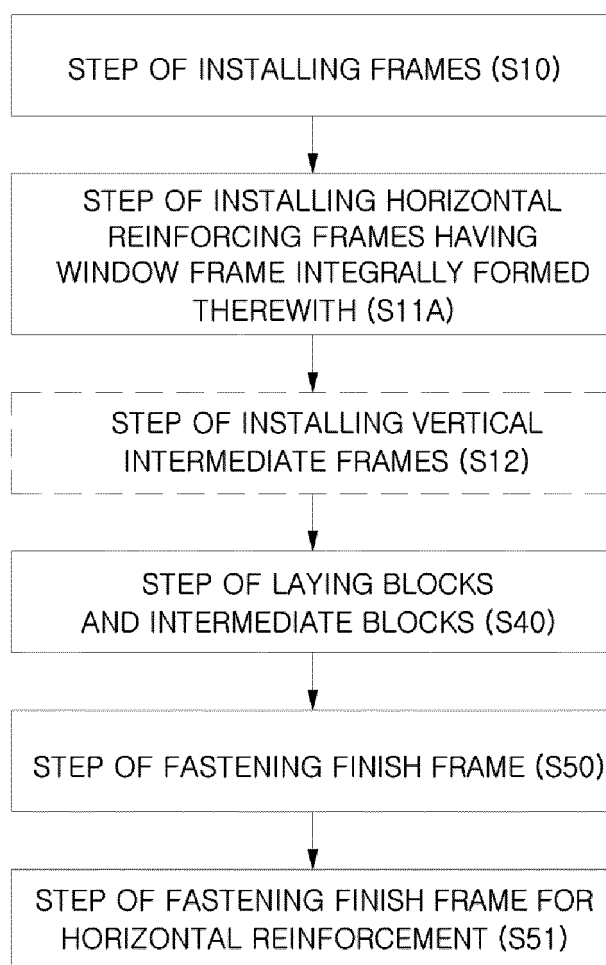 STEP OF INSTALLING FRAMES (S10)
STEP OF INSTALLING HORIZONTAL
REINFORCING FRAMES HAVING
WINDOW FRAME INTEGRALLY FORMED
THEREWITH (S11A)
STEP OF INSTALLING VERTICAL
INTERMEDIATE FRAMES (S12)
STEP OF LAYING BLOCKS
AND INTERMEDIATE BLOCKS (S40)
STEP OF FASTENING FINISH FRAME (S50)
STEP OF FASTENING FINISH FRAME FOR
HORIZONTAL REINFORCEMENT (S51)